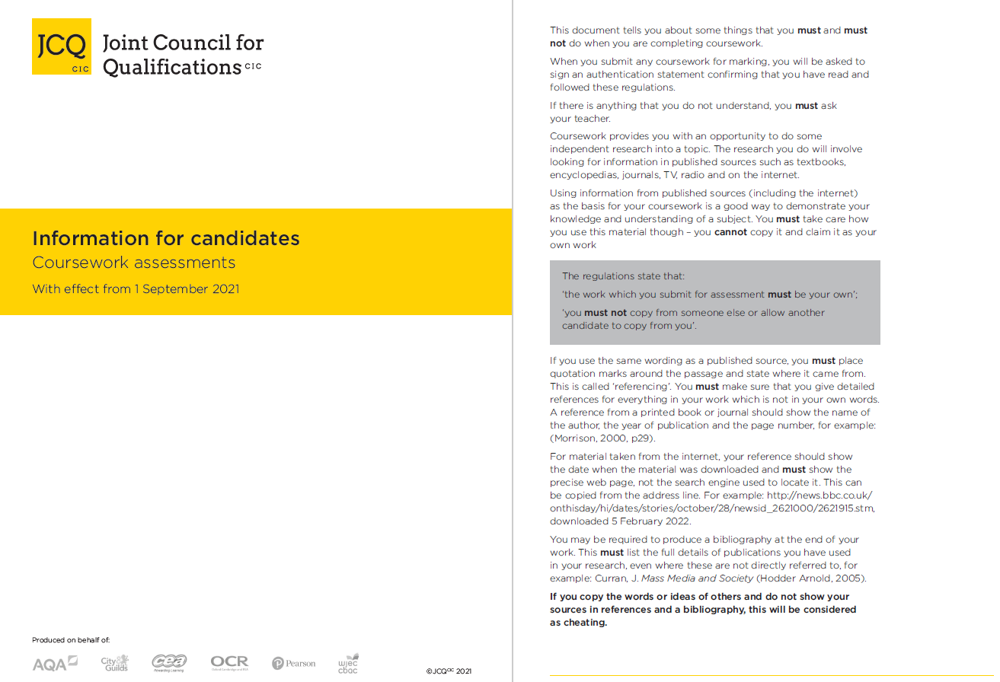 JCQ
CIC
Joint Council for
Qualifications CIC
Information for candidates
Coursework assessments
With effect from 1 September 2021
Produced on behalf of:
AQA
City & Guilds
cea
Rewarding Learning
OCR
Oxford Cambridge and RSA
Pearson
wjec
cbac
©JCQCIC 2021
This document tells you about some things that you must and must
not do when you are completing coursework.
When you submit any coursework for marking, you will be asked to
sign an authentication statement confirming that you have read and
followed these regulations.
If there is anything that you do not understand, you must ask
your teacher.
Coursework provides you with an opportunity to do some
independent research into a topic. The research you do will involve
looking for information in published sources such as textbooks,
encyclopedias, journals, TV, radio and on the internet.
Using information from published sources (including the internet)
as the basis for your coursework is a good way to demonstrate your
knowledge and understanding of a subject. You must take care how
you use this material though – you cannot copy it and claim it as your
own work
The regulations state that:
‘the work which you submit for assessment must be your own’;
‘you must not copy from someone else or allow another
candidate to copy from you’.
If you use the same wording as a published source, you must place
quotation marks around the passage and state where it came from.
This is called ‘referencing’. You must make sure that you give detailed
references for everything in your work which is not in your own words.
A reference from a printed book or journal should show the name of
the author, the year of publication and the page number, for example:
(Morrison, 2000, p29).
For material taken from the internet, your reference should show
the date when the material was downloaded and must show the
precise web page, not the search engine used to locate it. This can
be copied from the address line. For example: http://news.bbc.co.uk/
onthisday/hi/dates/stories/october/28/newsid_2621000/2621915.stm,
downloaded 5 February 2022.
You may be required to produce a bibliography at the end of your
work. This must list the full details of publications you have used
in your research, even where these are not directly referred to, for
example: Curran, J. Mass Media and Society (Hodder Arnold, 2005).
If you copy the words or ideas of others and do not show your
sources in references and a bibliography, this will be considered
as cheating.